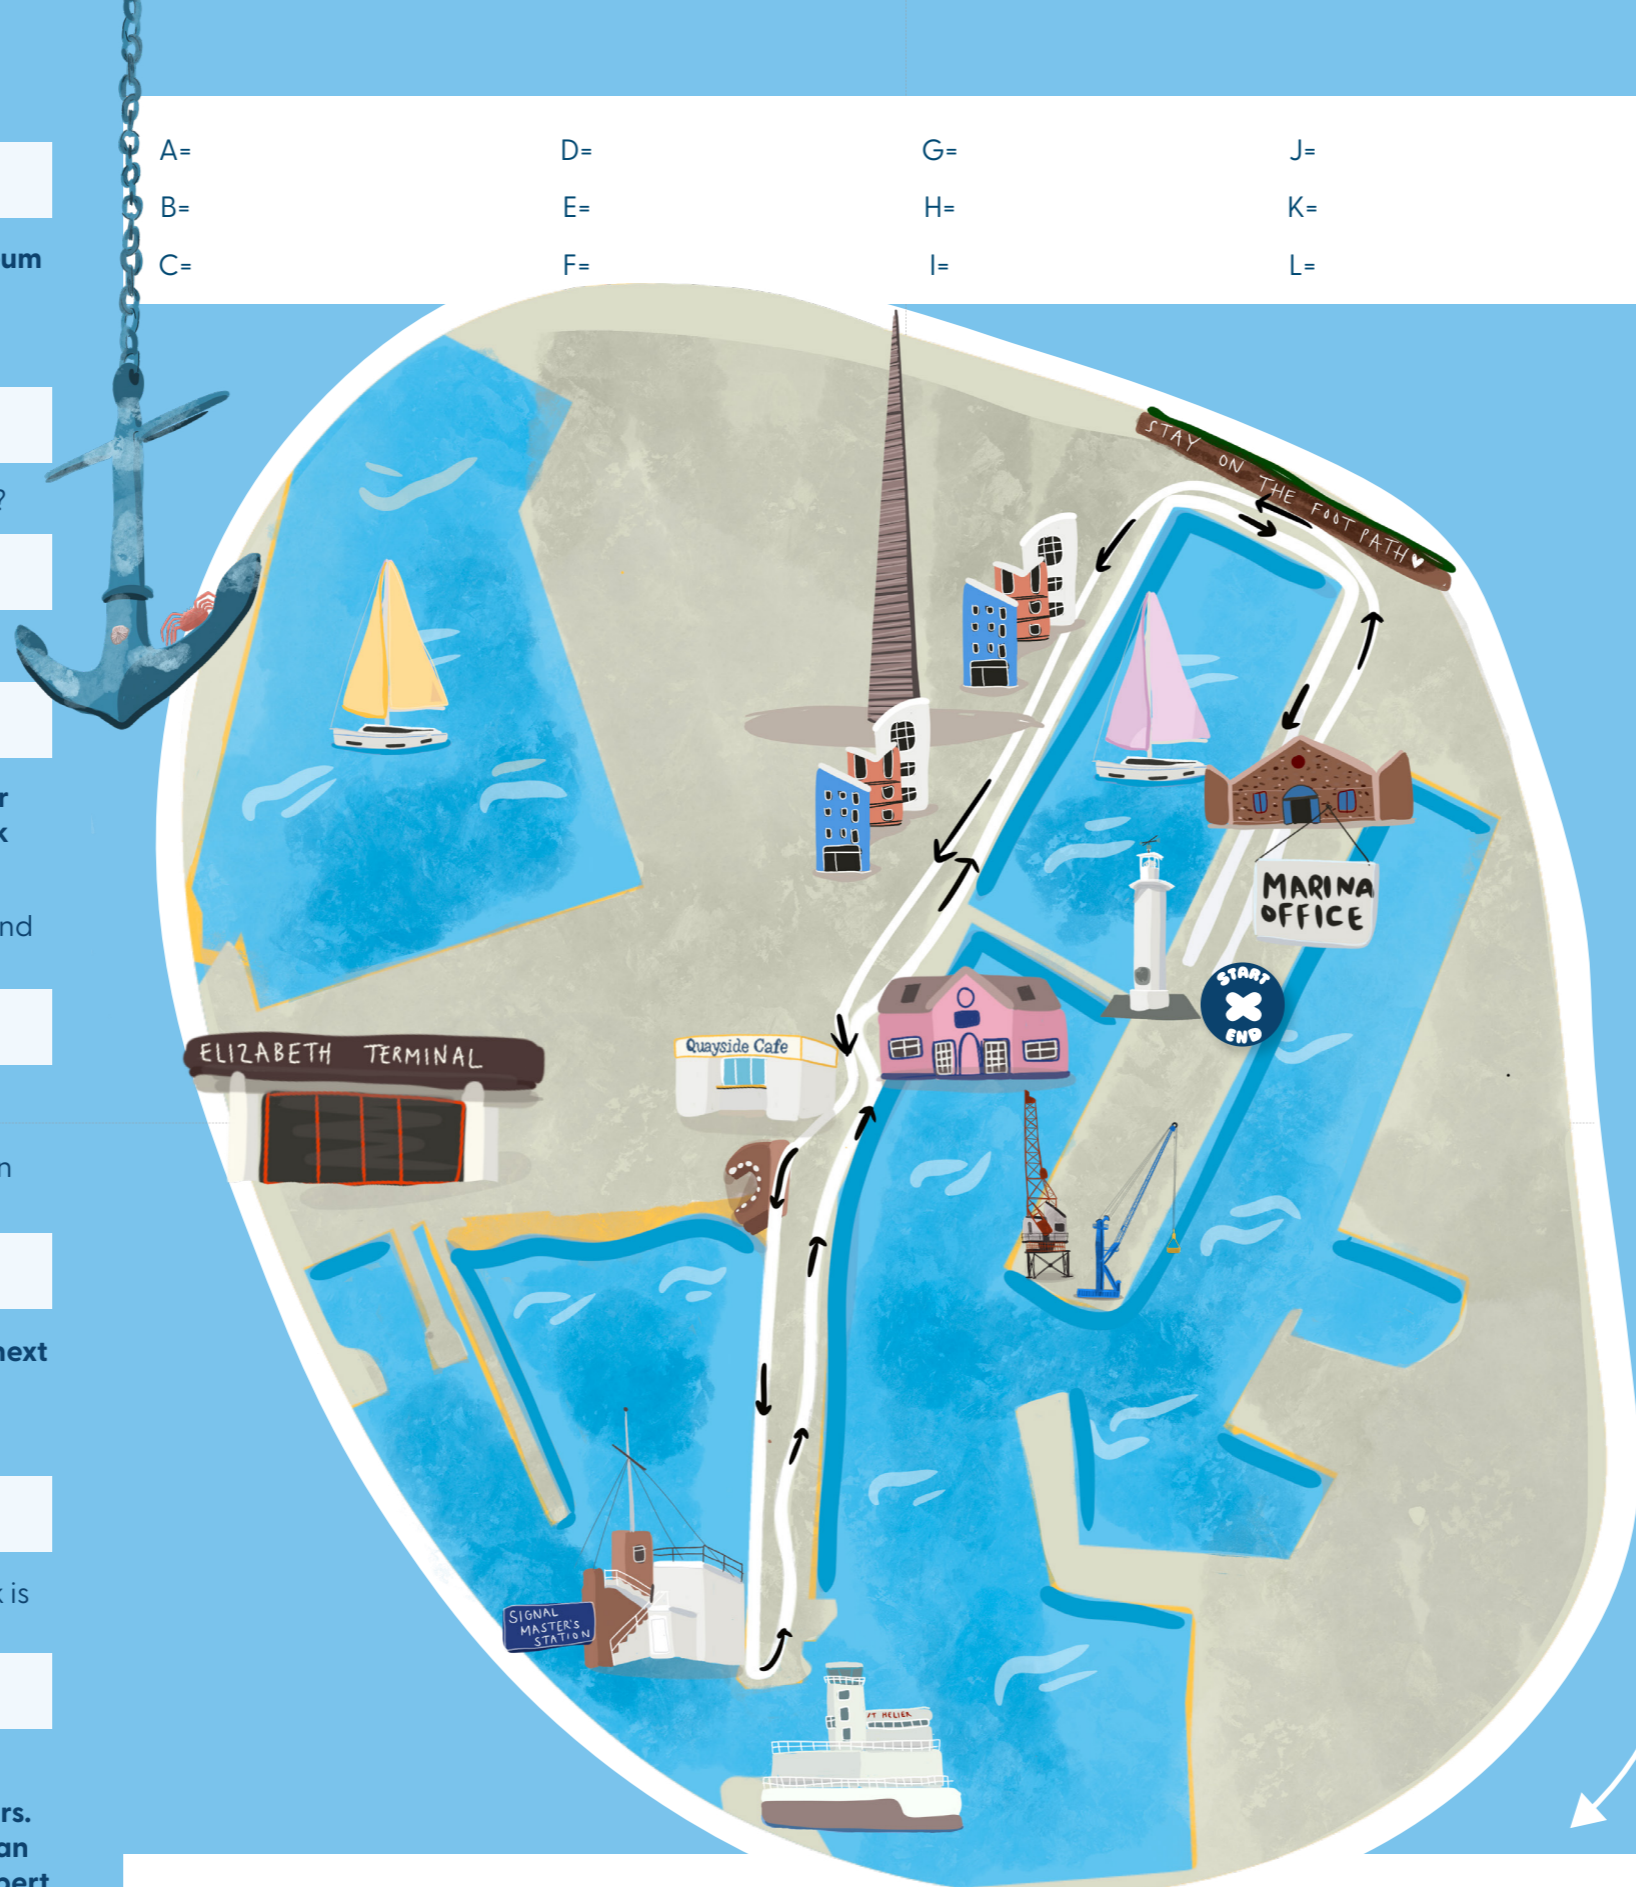 A=
B=
C=
D=
E=
F=
G=
H=
I=
J=
K=
L=
um
?
r
k
nd
n
next
k is
rs.
an
pert
STAY ON THE FOOT PATH
MARINA
OFFICE
START
END
Quayside Cafe
ELIZABETH TERMINAL
SIGNAL
MASTER'S
STATION
ST HELIER